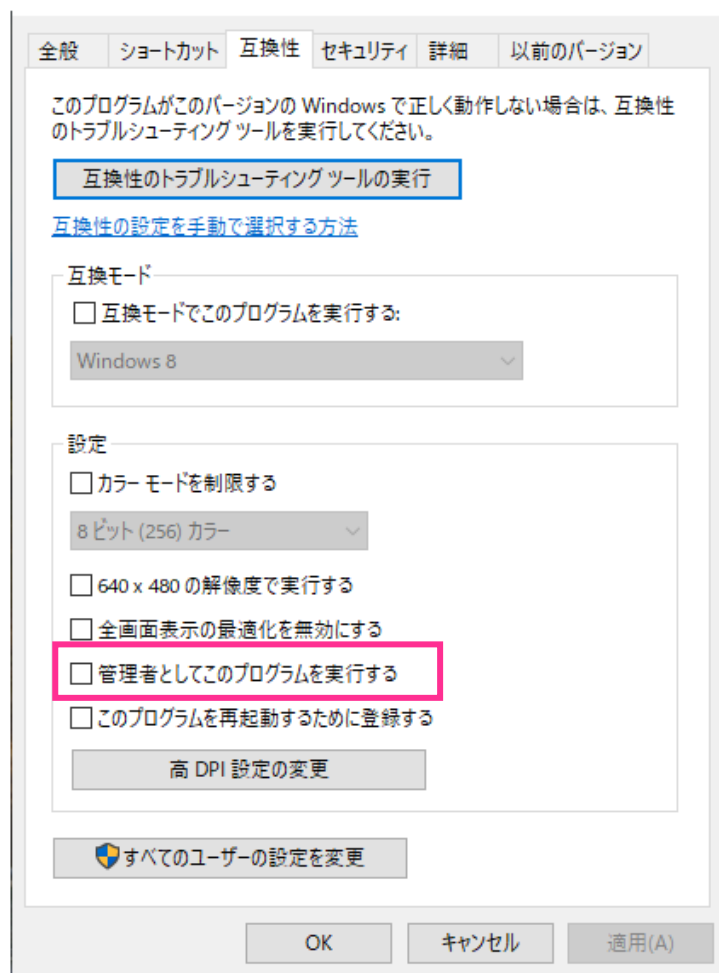 全般 ショートカット 互換性 セキュリティ 詳細 以前のバージョン
このプログラムがこのバージョンの Windows で正しく動作しない場合は、互換性
のトラブルシューティング ツールを実行してください。
互換性のトラブルシューティング ツールの実行
互換性の設定を手動で選択する方法
互換モード
互換モードでこのプログラムを実行する:
Windows 8
設定
カラー モードを制限する
8 ビット (256) カラー
640 x 480 の解像度で実行する
全画面表示の最適化を無効にする
管理者としてこのプログラムを実行する
このプログラムを再起動するために登録する
高 DPI 設定の変更
すべてのユーザーの設定を変更
OK キャンセル 適用(A)